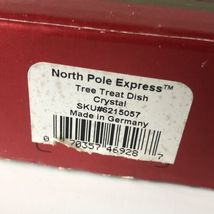 North Pole Express™
Tree Treat Dish
Crystal
SKU#6215057
Made in Germany
0 70357 46928 7